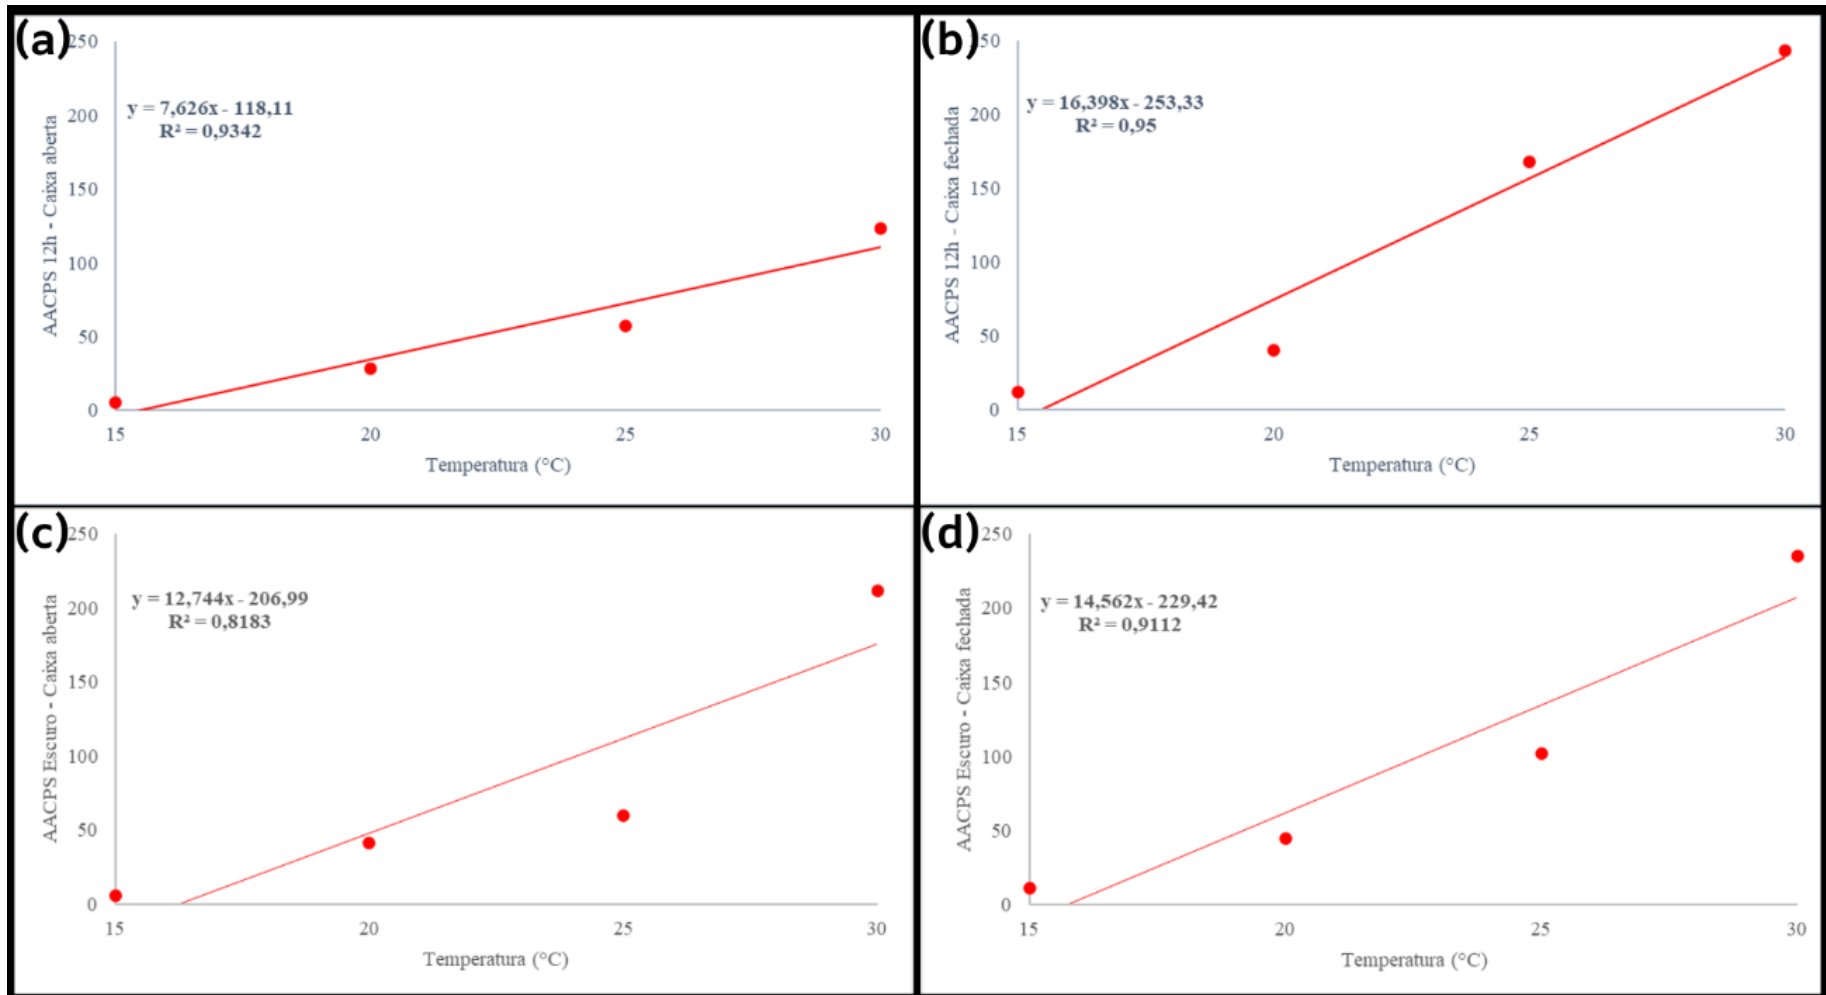 (a)
250
200
150
100
50
0
AACPS 12h - Caixa aberta
y = 7,626x - 118,11
R² = 0,9342
15 20 25 30
Temperatura (°C)
(b)
250
200
150
100
50
0
AACPS 12h - Caixa fechada
y = 16,398x - 253,33
R² = 0,95
15 20 25 30
Temperatura (°C)
(c)
250
200
150
100
50
0
AACPS Escuro - Caixa aberta
y = 12,744x - 206,99
R² = 0,8183
15 20 25 30
Temperatura (°C)
(d)
250
200
150
100
50
0
AACPS Escuro - Caixa fechada
y = 14,562x - 229,42
R² = 0,9112
15 20 25 30
Temperatura (°C)